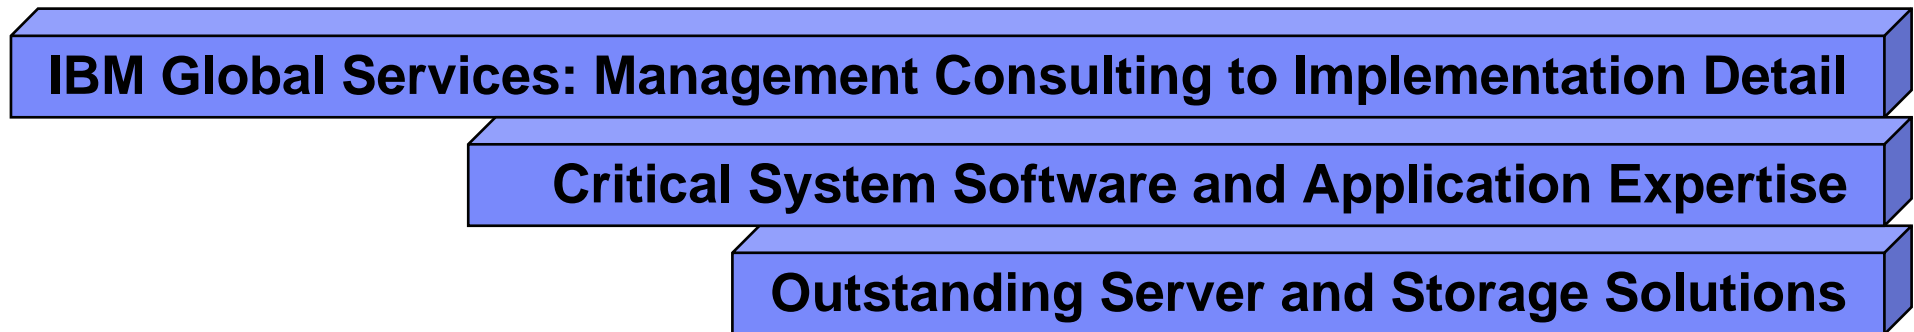 IBM Global Services: Management Consulting to Implementation Detail
Critical System Software and Application Expertise
Outstanding Server and Storage Solutions